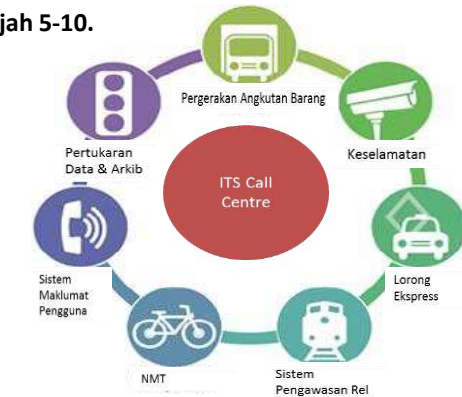 jah 5-10.
Pergerakan Angkutan Barang
Keselamatan
Pertukaran
Data & Arkib
ITS Call
Centre
Sistem
Maklumat
Pengguna
Lorong
Ekspress
NMT
Sistem
Pengawasan Rel